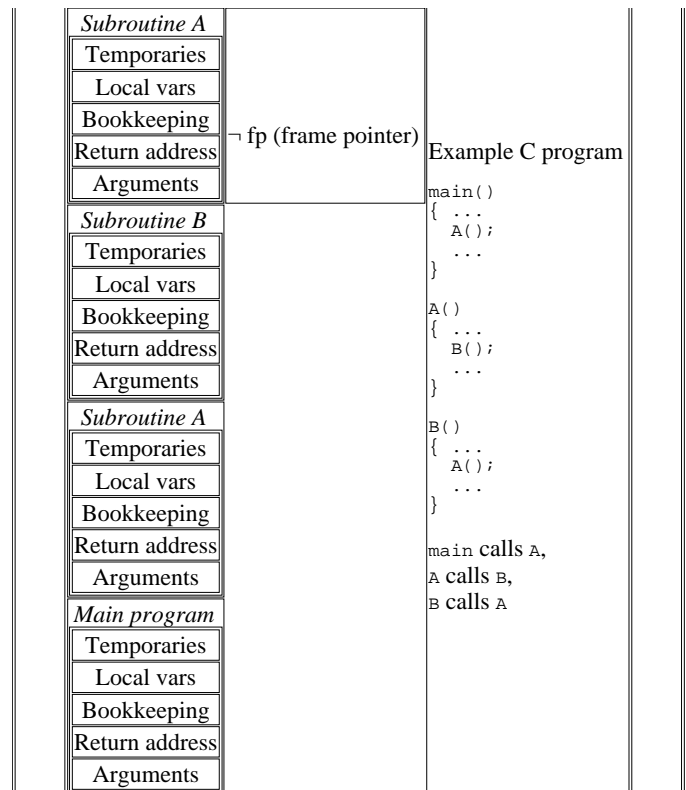 Subroutine A
Temporaries
Local vars
Bookkeeping
Return address
Arguments
Subroutine B
Temporaries
Local vars
Bookkeeping
Return address
Arguments
Subroutine A
Temporaries
Local vars
Bookkeeping
Return address
Arguments
Main program
Temporaries
Local vars
Bookkeeping
Return address
Arguments
¬ fp (frame pointer)
Example C program
main()
{ ...
  A();
  ...
}
A()
{ ...
  B();
  ...
}
B()
{ ...
  A();
  ...
}
main calls A,
A calls B,
B calls A